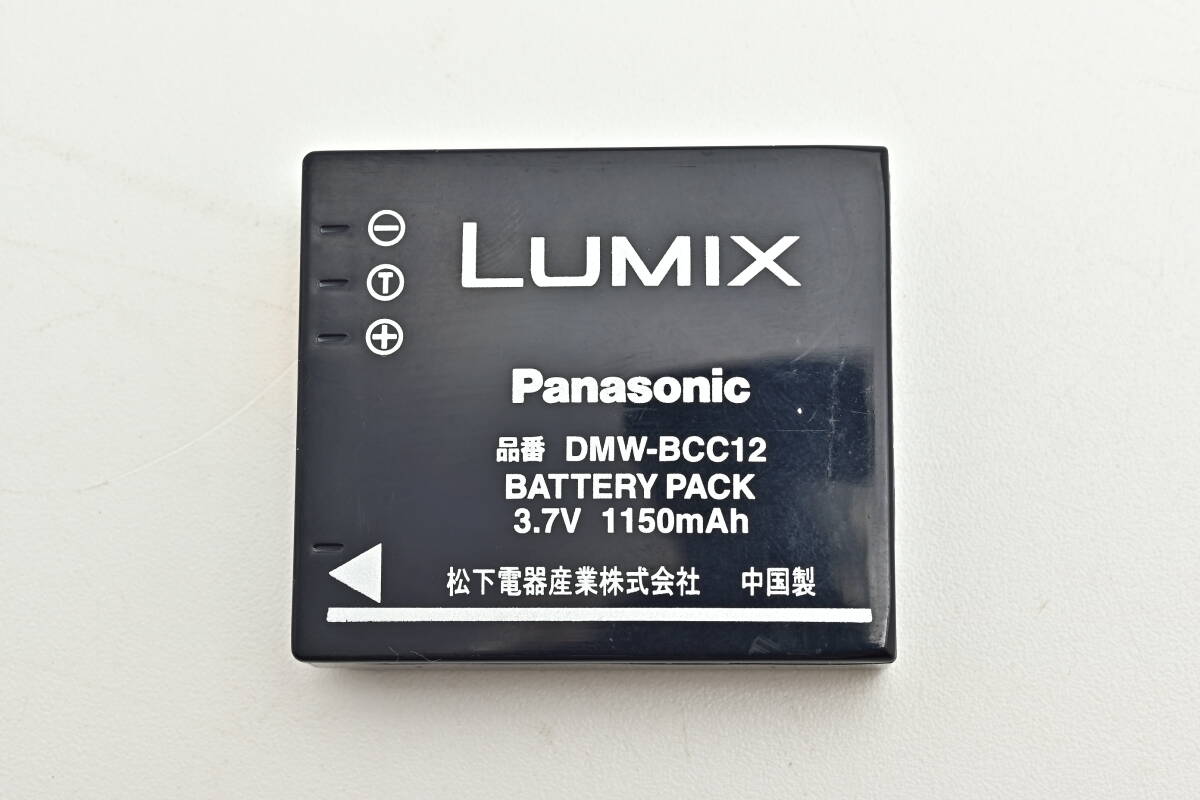 LUMIX
T
Panasonic
品番 DMW-BCC12
BATTERY PACK
3.7V 1150mAh
松下電器産業株式会社 中国製